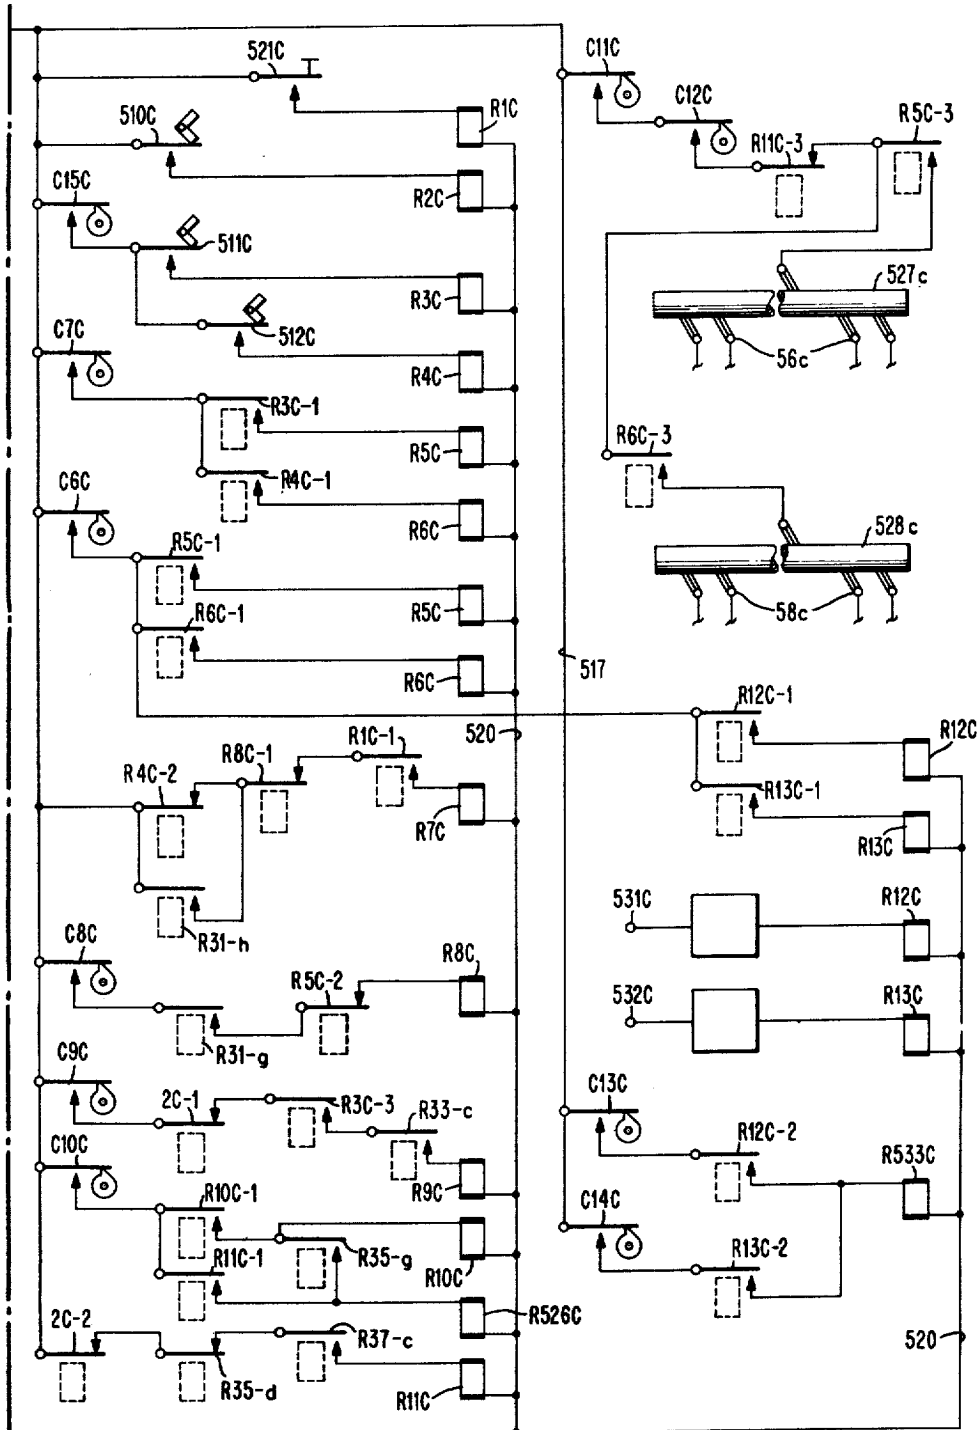 521C
R1C
510C
R2C
C15C
511C
R3C
512C
C7C
R4C
R3C-1
R5C
R4C-1
C6C
R6C
R5C-1
R5C
R6C-1
R6C
520
R1C-1
R8C-1
R4C-2
R7C
R31-h
C8C
R8C
R5C-2
R31-g
C9C
2C-1
R3C-3
R33-c
C10C
R9C
R10C-1
R35-g
R10C
R11C-1
R526C
2C-2
R37-c
R35-d
R11C
C11C
C12C
R11C-3
R5C-3
527c
56c
R6C-3
528c
58c
517
R12C-1
R12C
R13C-1
R13C
531C
R12C
532C
R13C
C13C
R12C-2
R533C
C14C
R13C-2
520